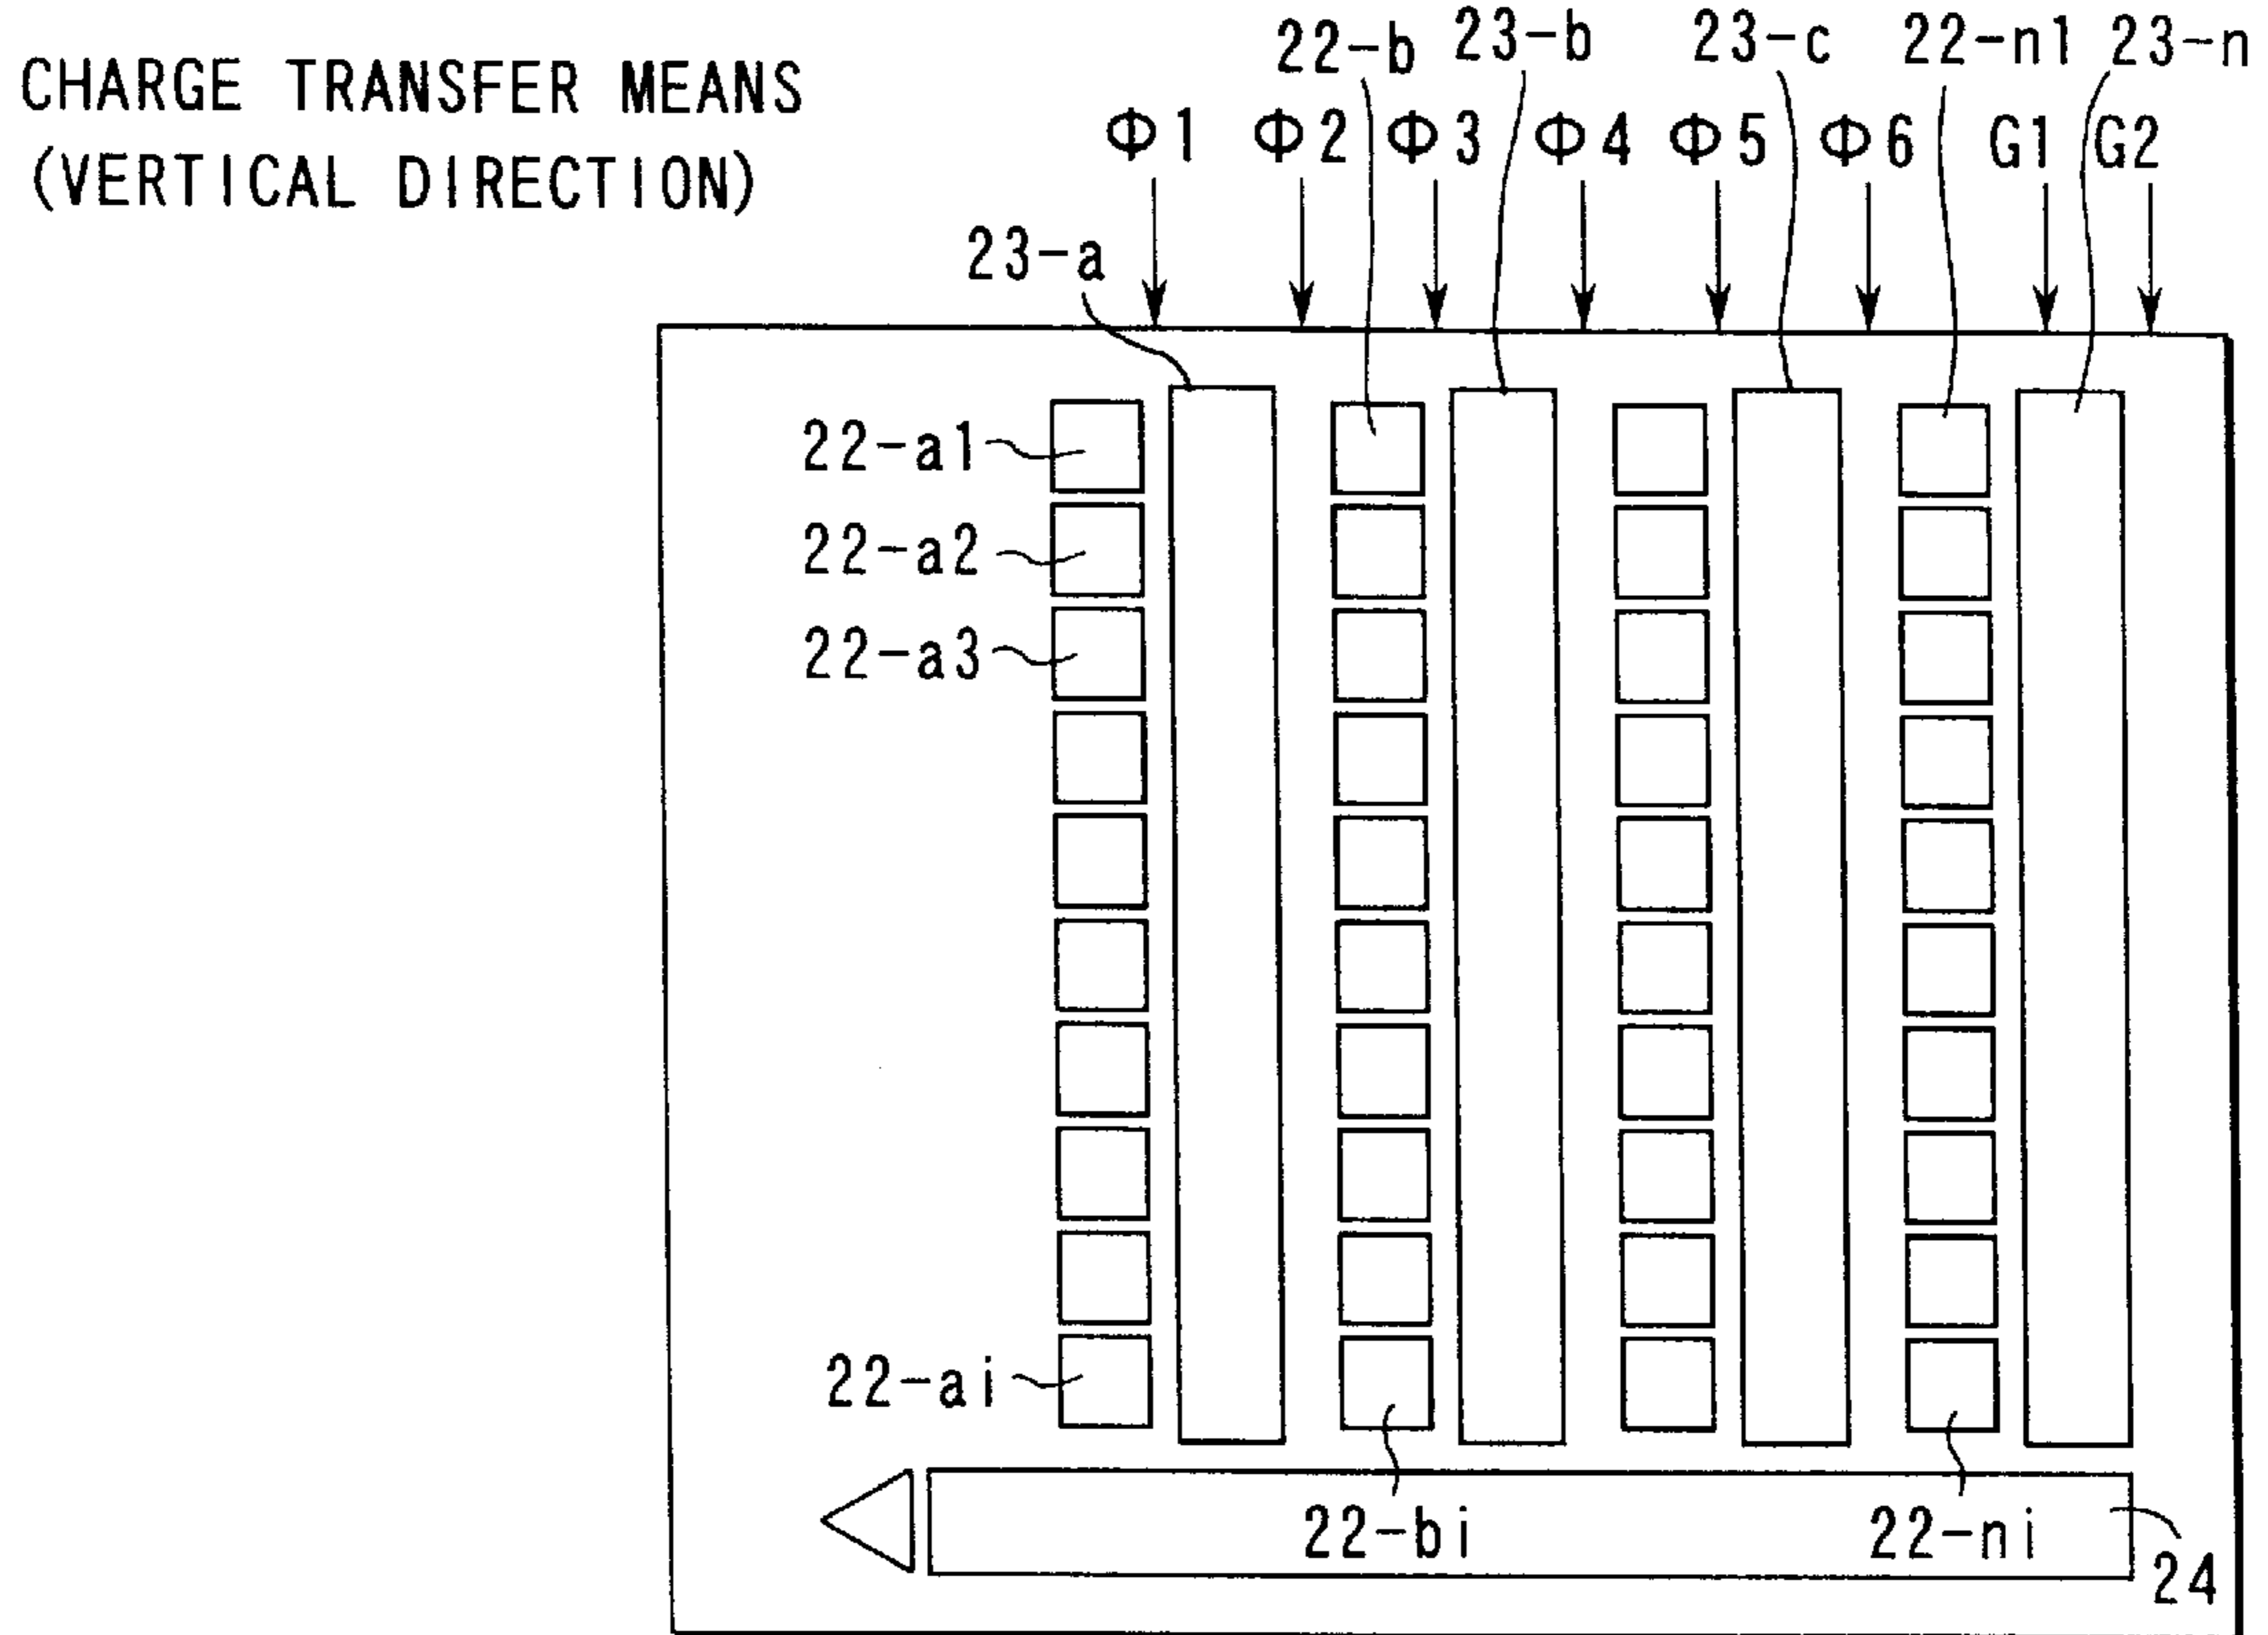 CHARGE TRANSFER MEANS
(VERTICAL DIRECTION)
22-b 23-b 23-c 22-n1 23-n
Φ1 Φ2 Φ3 Φ4 Φ5 Φ6 G1 G2
23-a
22-a1
22-a2
22-a3
22-ai
22-bi 22-ni
24